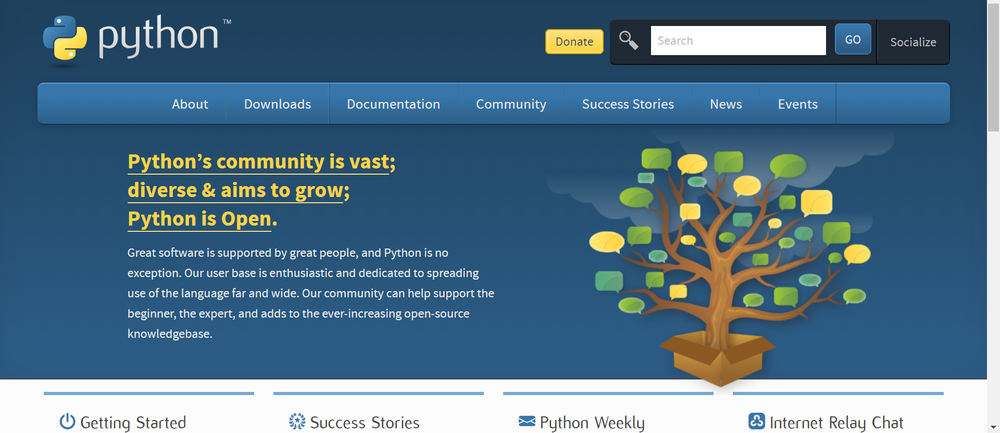 python™
Donate
Search
GO
Socialize
About
Downloads
Documentation
Community
Success Stories
News
Events
Python’s community is vast;
diverse & aims to grow;
Python is Open.
Great software is supported by great people, and Python is no
exception. Our user base is enthusiastic and dedicated to spreading
use of the language far and wide. Our community can help support the
beginner, the expert, and adds to the ever-increasing open-source
knowledgebase.
Getting Started
Success Stories
Python Weekly
Internet Relay Chat